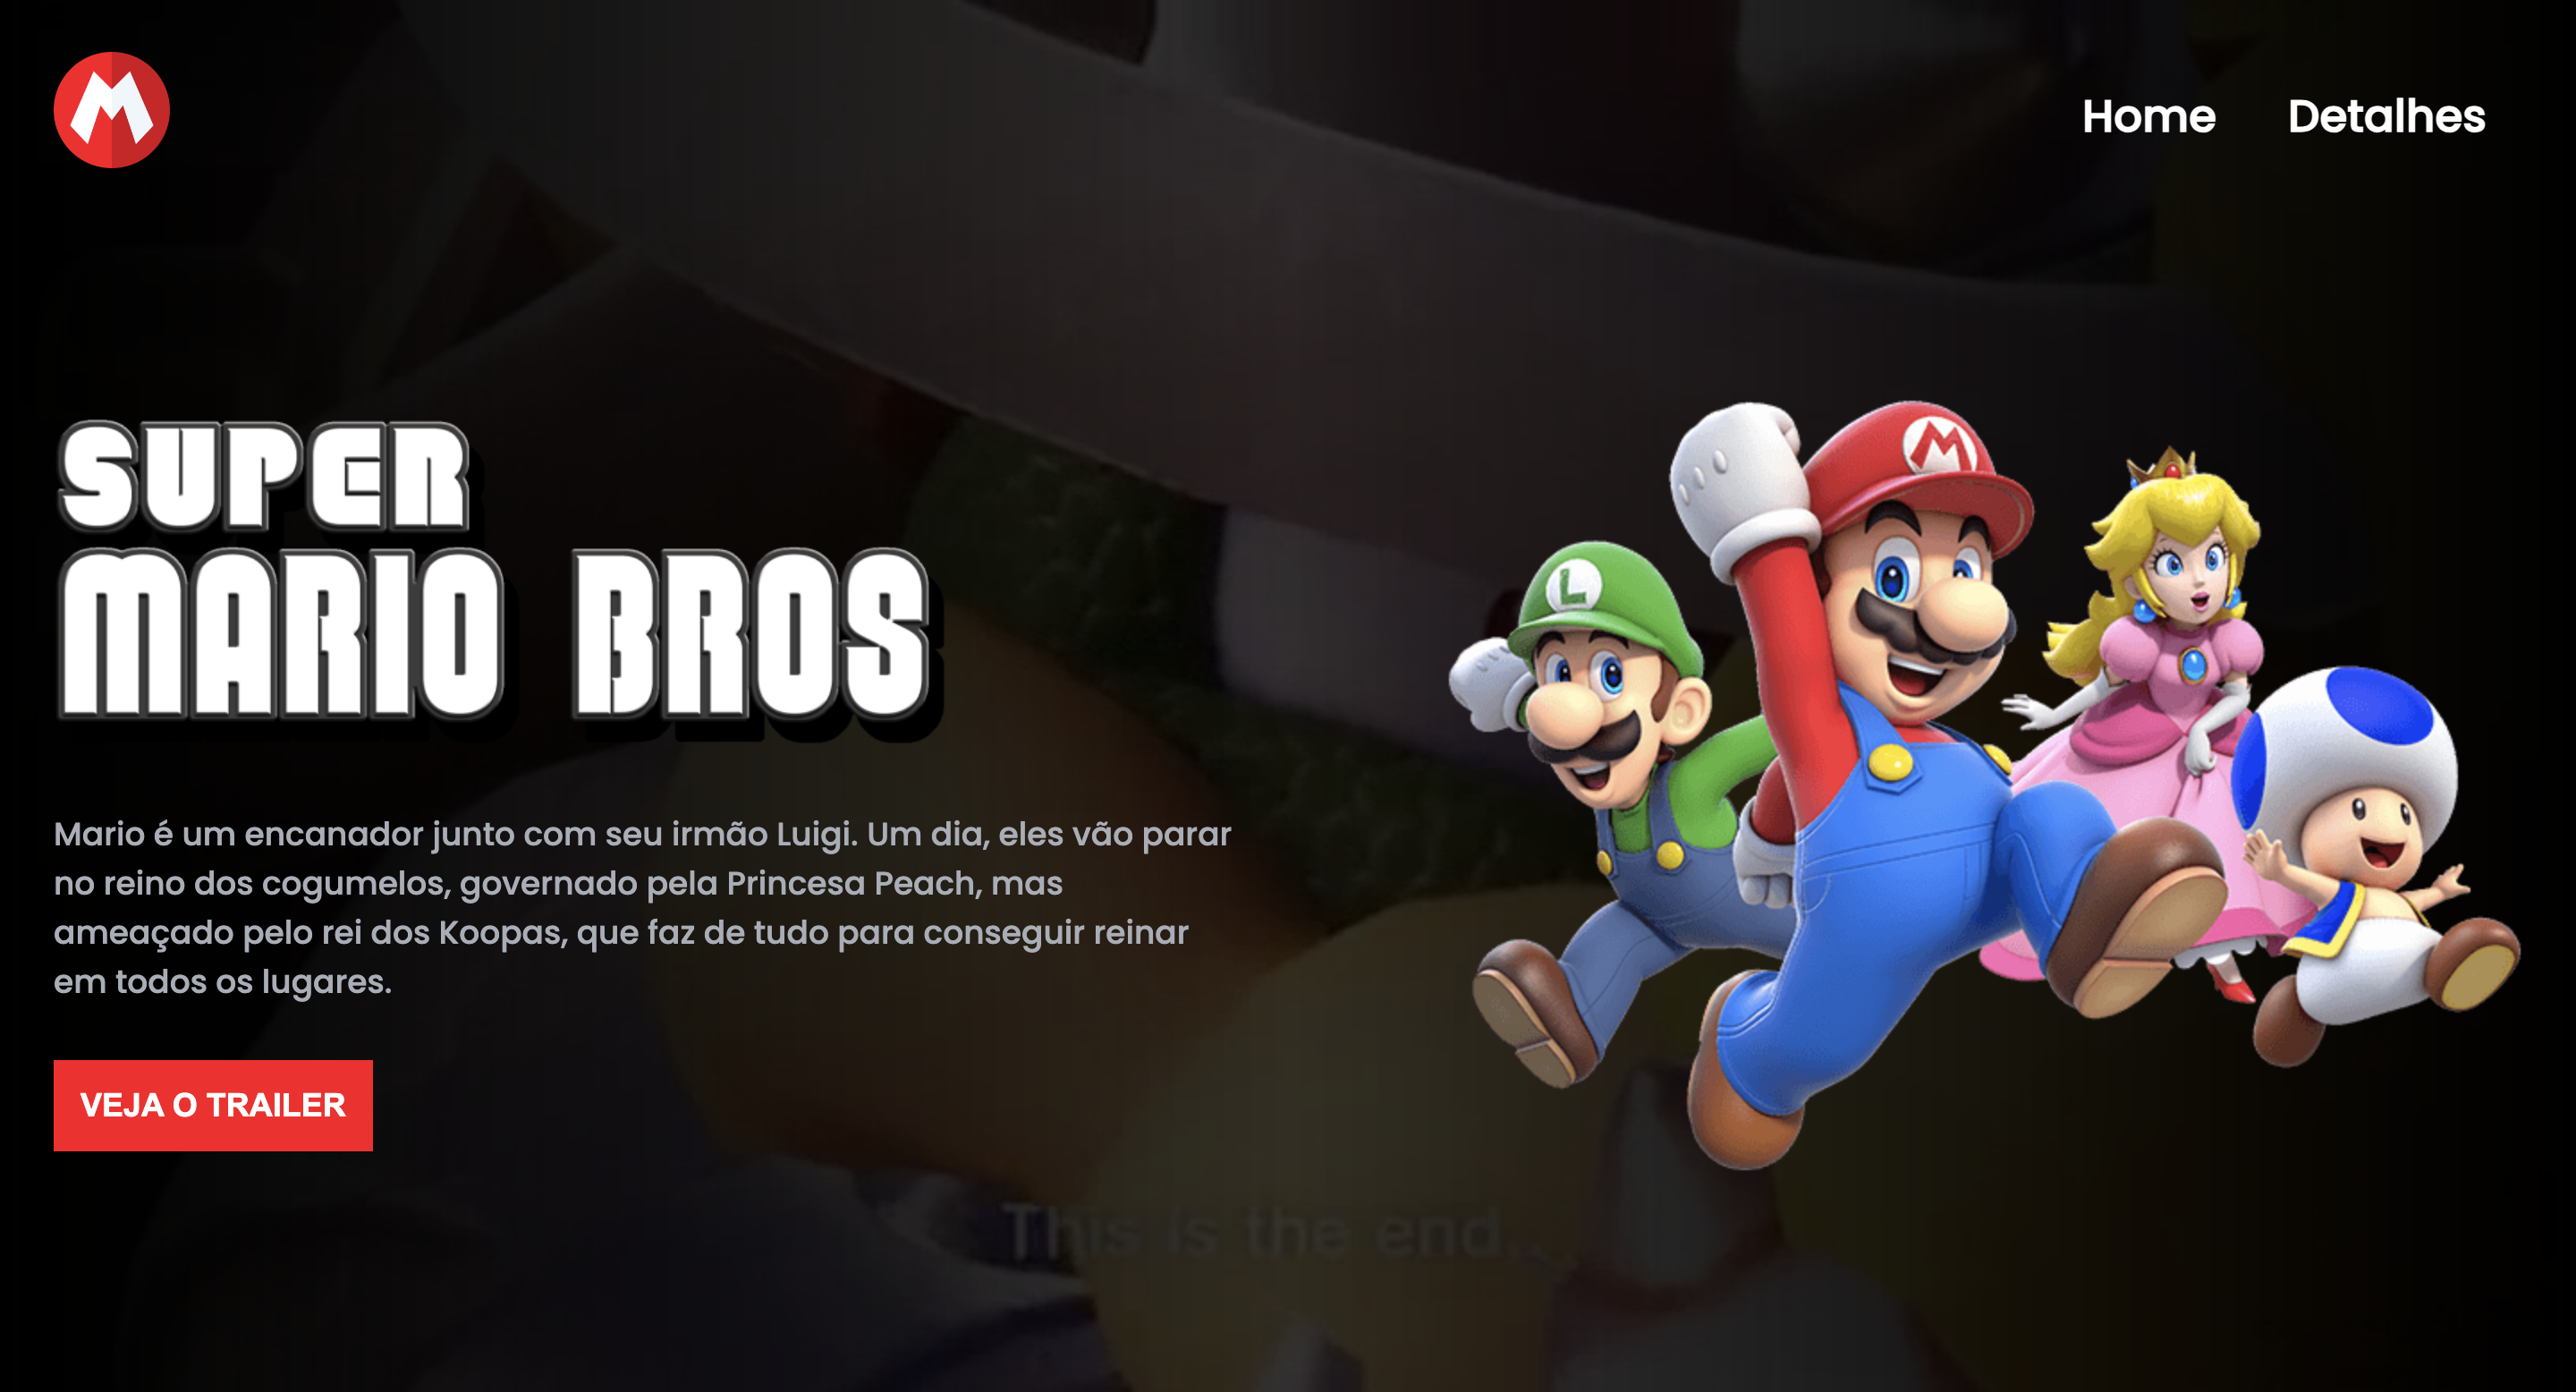 M
Home
Detalhes
SUPER
MARIO BROS
M
L
Mario é um encanador junto com seu irmão Luigi. Um dia, eles vão parar
no reino dos cogumelos, governado pela Princesa Peach, mas
ameaçado pelo rei dos Koopas, que faz de tudo para conseguir reinar
em todos os lugares.
VEJA O TRAILER
This is the end..